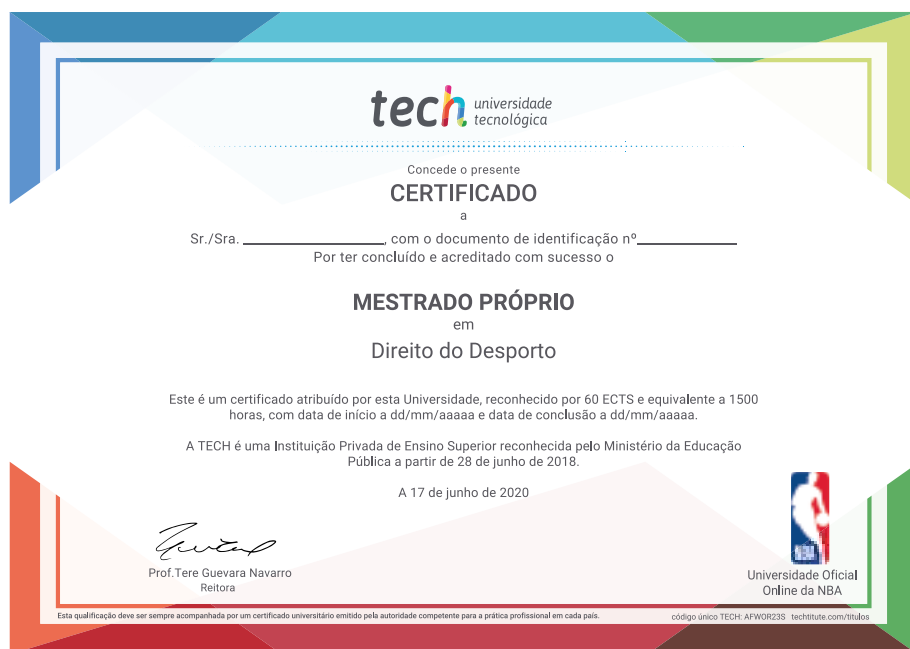 tech universidade
tecnológica
Concede o presente
CERTIFICADO
a
Sr./Sra. ________________, com o documento de identificação nº____________
Por ter concluído e acreditado com sucesso o
MESTRADO PRÓPRIO
em
Direito do Desporto
Este é um certificado atribuído por esta Universidade, reconhecido por 60 ECTS e equivalente a 1500
horas, com data de início a dd/mm/aaaaa e data de conclusão a dd/mm/aaaaa.
A TECH é uma Instituição Privada de Ensino Superior reconhecida pelo Ministério da Educação
Pública a partir de 28 de junho de 2018.
A 17 de junho de 2020
Prof.Tere Guevara Navarro
Reitora
NBA
Universidade Oficial
Online da NBA
Esta qualificação deve ser sempre acompanhada por um certificado universitário emitido pela autoridade competente para a prática profissional em cada país.
código único TECH: AFWOR23S techtitute.com/titulos